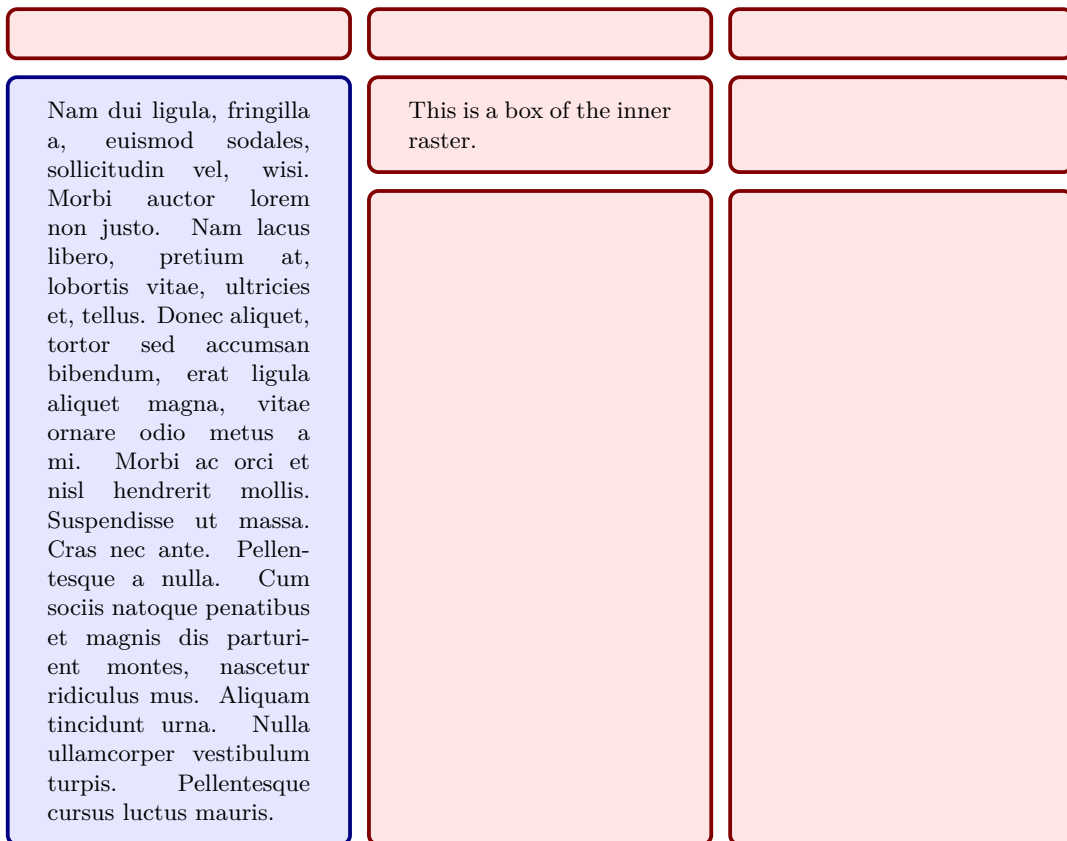 Nam dui ligula, fringilla
a, euismod sodales,
sollicitudin vel, wisi.
Morbi auctor lorem
non justo. Nam lacus
libero, pretium at,
lobortis vitae, ultricies
et, tellus. Donec aliquet,
tortor sed accumsan
bibendum, erat ligula
aliquet magna, vitae
ornare odio metus a
mi. Morbi ac orci et
nisl hendrerit mollis.
Suspendisse ut massa.
Cras nec ante. Pellen-
tesque a nulla. Cum
sociis natoque penatibus
et magnis dis parturi-
ent montes, nascetur
ridiculus mus. Aliquam
tincidunt urna. Nulla
ullamcorper vestibulum
turpis. Pellentesque
cursus luctus mauris.
This is a box of the inner
raster.